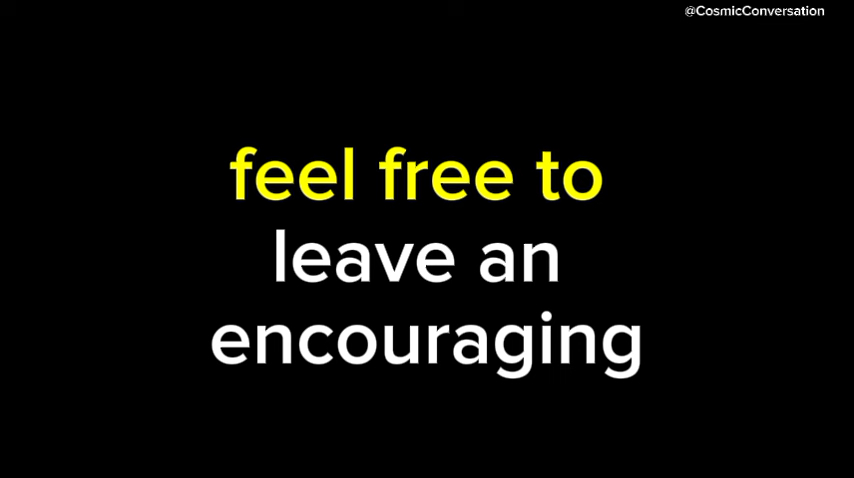 @CosmicConversation
feel free to
leave an
encouraging